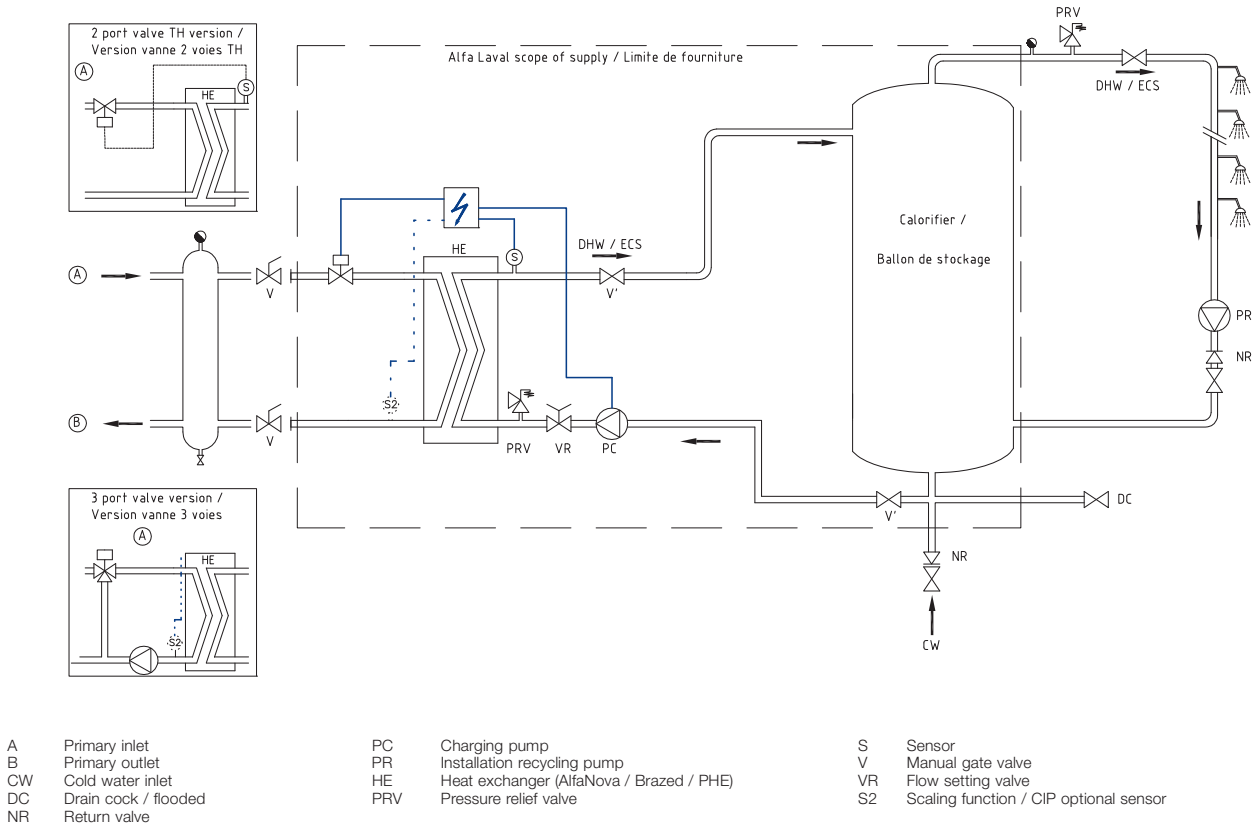 2 port valve TH version /
Version vanne 2 voies TH
A
S
HE
Alfa Laval scope of supply / Limite de fourniture
PRV
DHW / ECS
Calorifier /
Ballon de stockage
HE
S
DHW / ECS
A
V
V'
S2
B
V
PRV
VR
PC
PR
NR
V'
DC
NR
CW
3 port valve version /
Version vanne 3 voies
A
HE
S2
A Primary inlet
B Primary outlet
CW Cold water inlet
DC Drain cock / flooded
NR Return valve
PC Charging pump
PR Installation recycling pump
HE Heat exchanger (AlfaNova / Brazed / PHE)
PRV Pressure relief valve
S Sensor
V Manual gate valve
VR Flow setting valve
S2 Scaling function / CIP optional sensor